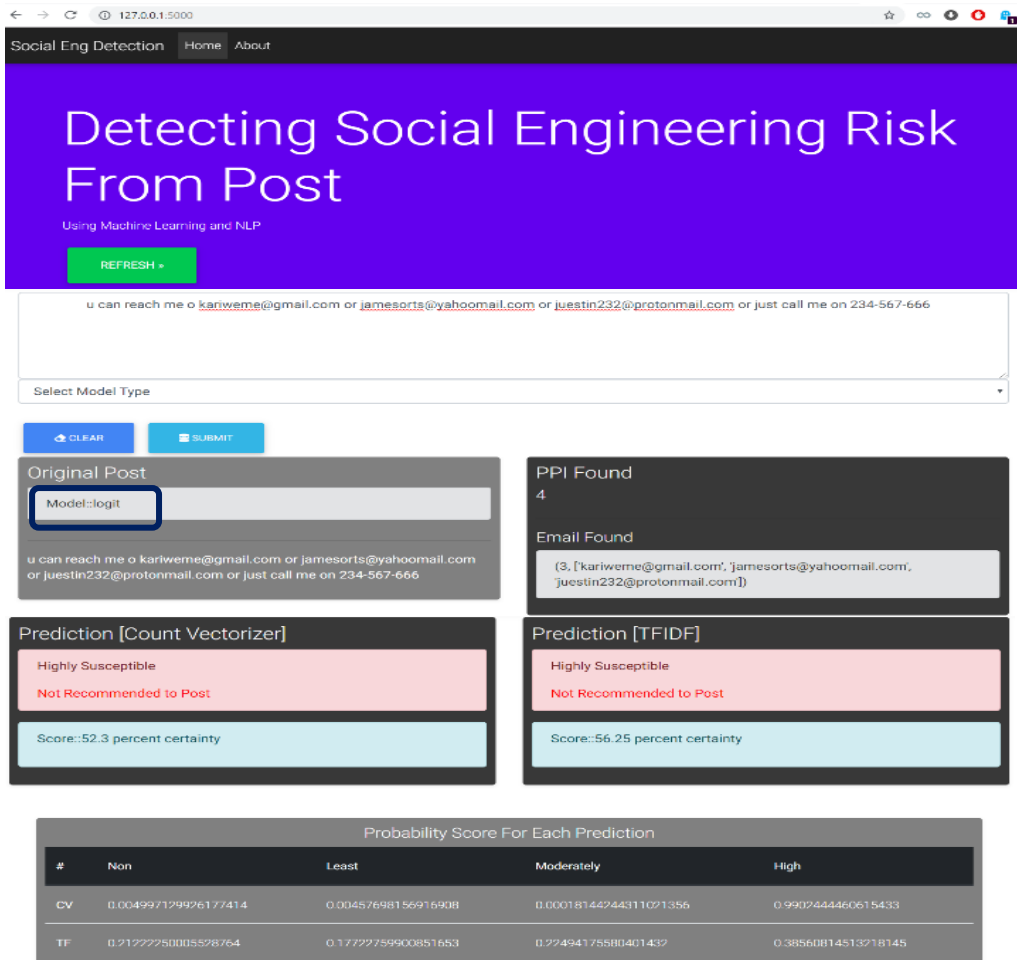 127.0.0.1:5000
1
Social Eng Detection Home About
Detecting Social Engineering Risk
From Post
Using Machine Learning and NLP
REFRESH »
u can reach me o kariweme@gmail.com or jamesorts@yahoomail.com or juestin232@protonmail.com or just call me on 234-567-666
Select Model Type
CLEAR SUBMIT
Original Post
Model::logit
u can reach me o kariweme@gmail.com or jamesorts@yahoomail.com
or juestin232@protonmail.com or just call me on 234-567-666
PPI Found
4
Email Found
(3, ['kariweme@gmail.com', 'jamesorts@yahoomail.com',
'juestin232@protonmail.com'])
Prediction [Count Vectorizer]
Highly Susceptible
Not Recommended to Post
Score::52.3 percent certainty
Prediction [TFIDF]
Highly Susceptible
Not Recommended to Post
Score::56.25 percent certainty
Probability Score For Each Prediction
# Non Least Moderately High
CV 0.004997129926177414 0.00457698156916908 0.00018144244311021356 0.9902444460615433
TF 0.21222250005528764 0.17722759900851653 0.22494175580401432 0.38560814513218145